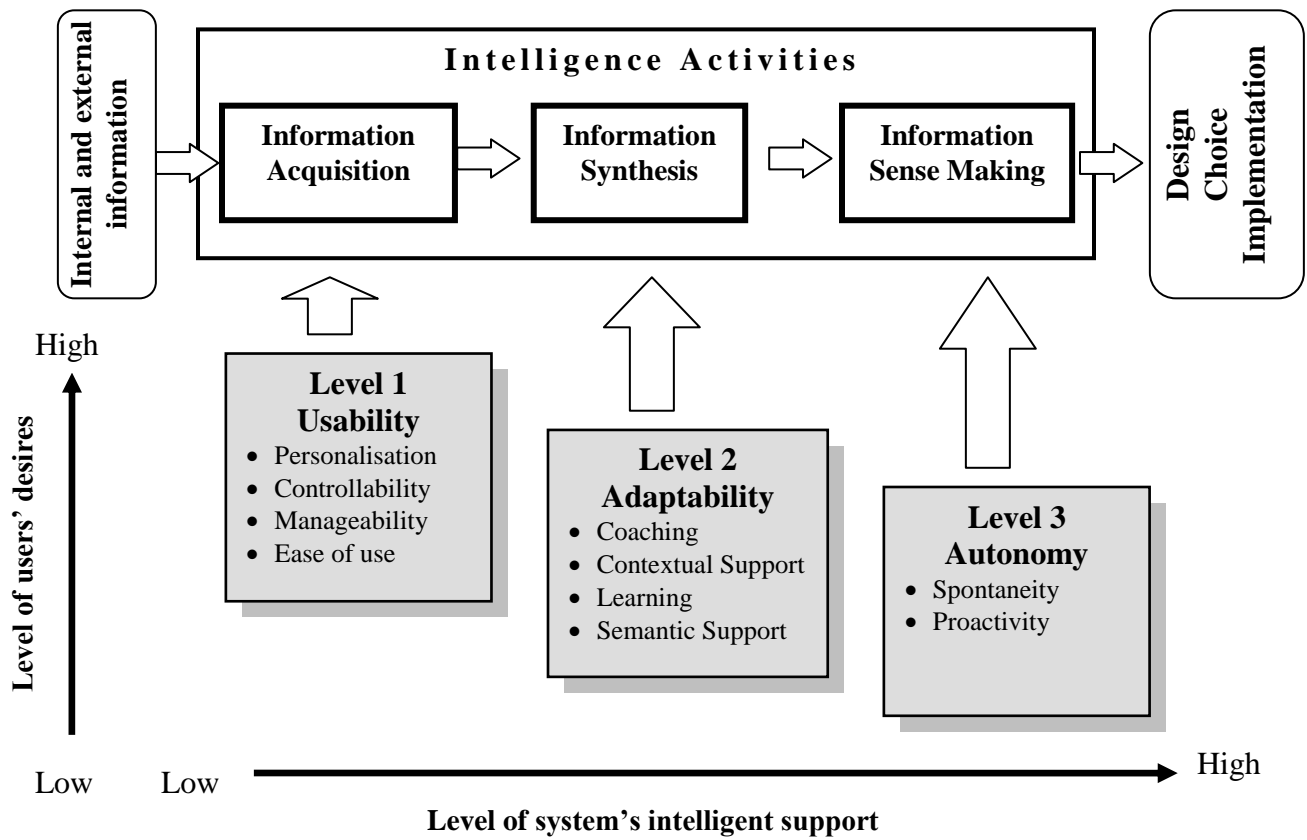 Internal and external
information
Intelligence Activities
Information
Acquisition
Information
Synthesis
Information
Sense Making
Design
Choice
Implementation
High
Level of users’ desires
Level 1
Usability
• Personalisation
• Controllability
• Manageability
• Ease of use
Level 2
Adaptability
• Coaching
• Contextual Support
• Learning
• Semantic Support
Level 3
Autonomy
• Spontaneity
• Proactivity
Low
Low
High
Level of system’s intelligent support